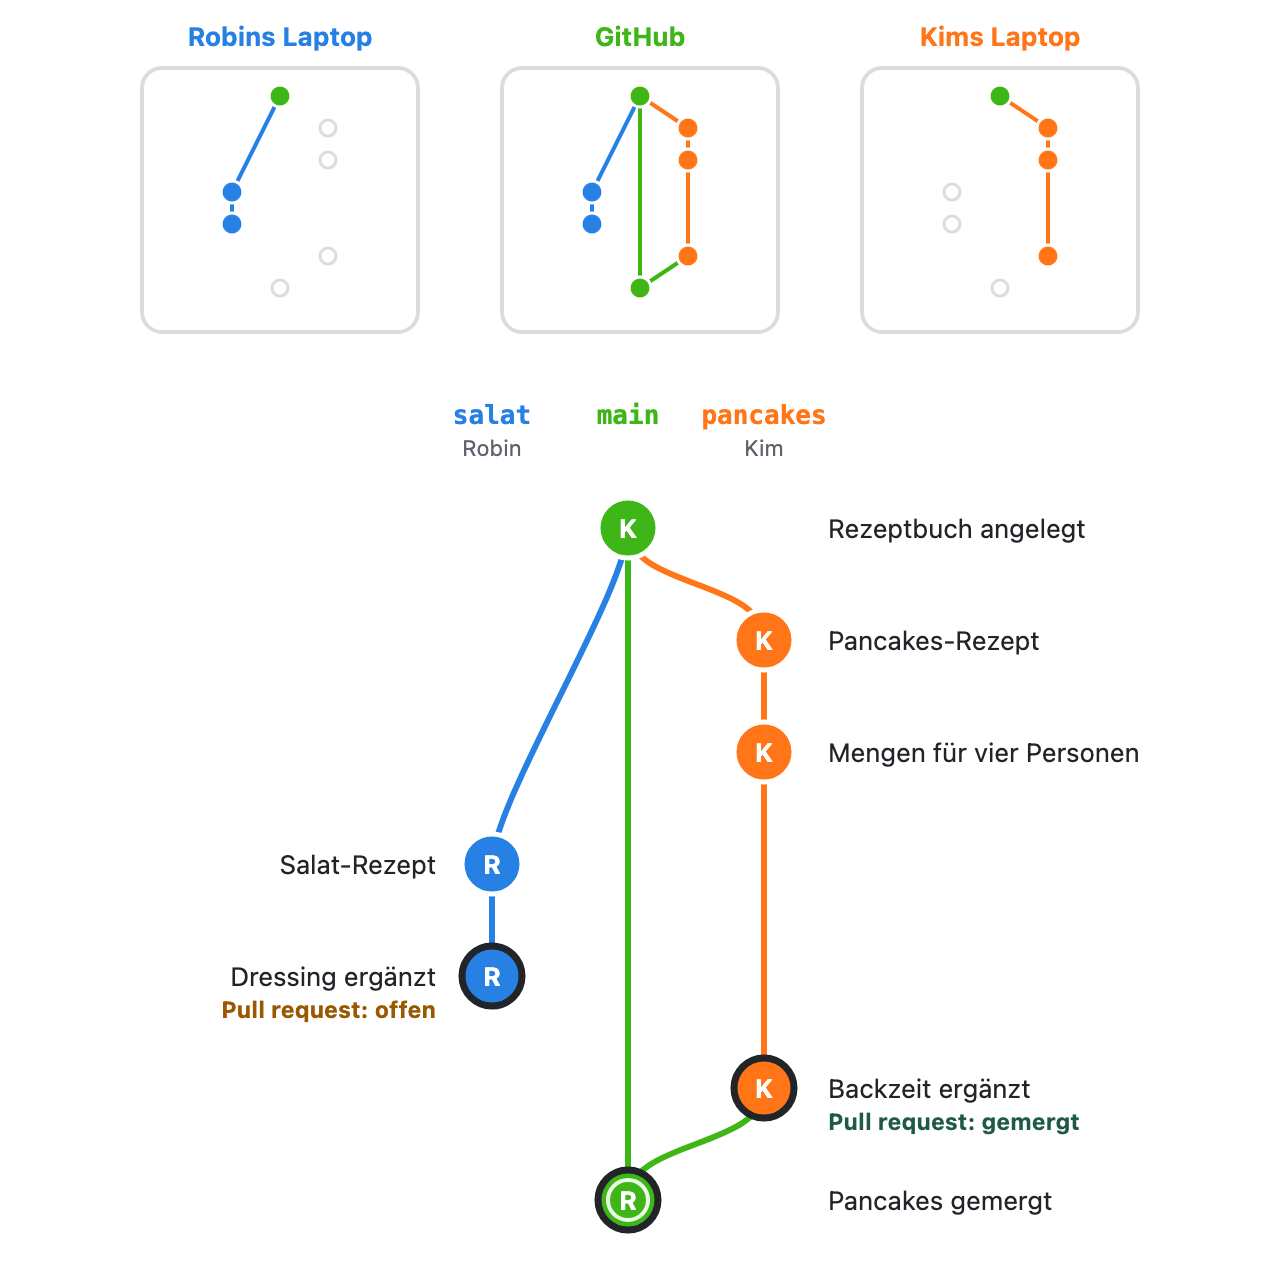 Robins Laptop
GitHub
Kims Laptop
salat
main
pancakes
Robin
Kim
K
Rezeptbuch angelegt
K
Pancakes-Rezept
K
Mengen für vier Personen
Salat-Rezept
R
Dressing ergänzt
R
Pull request: offen
K
Backzeit ergänzt
Pull request: gemergt
R
Pancakes gemergt